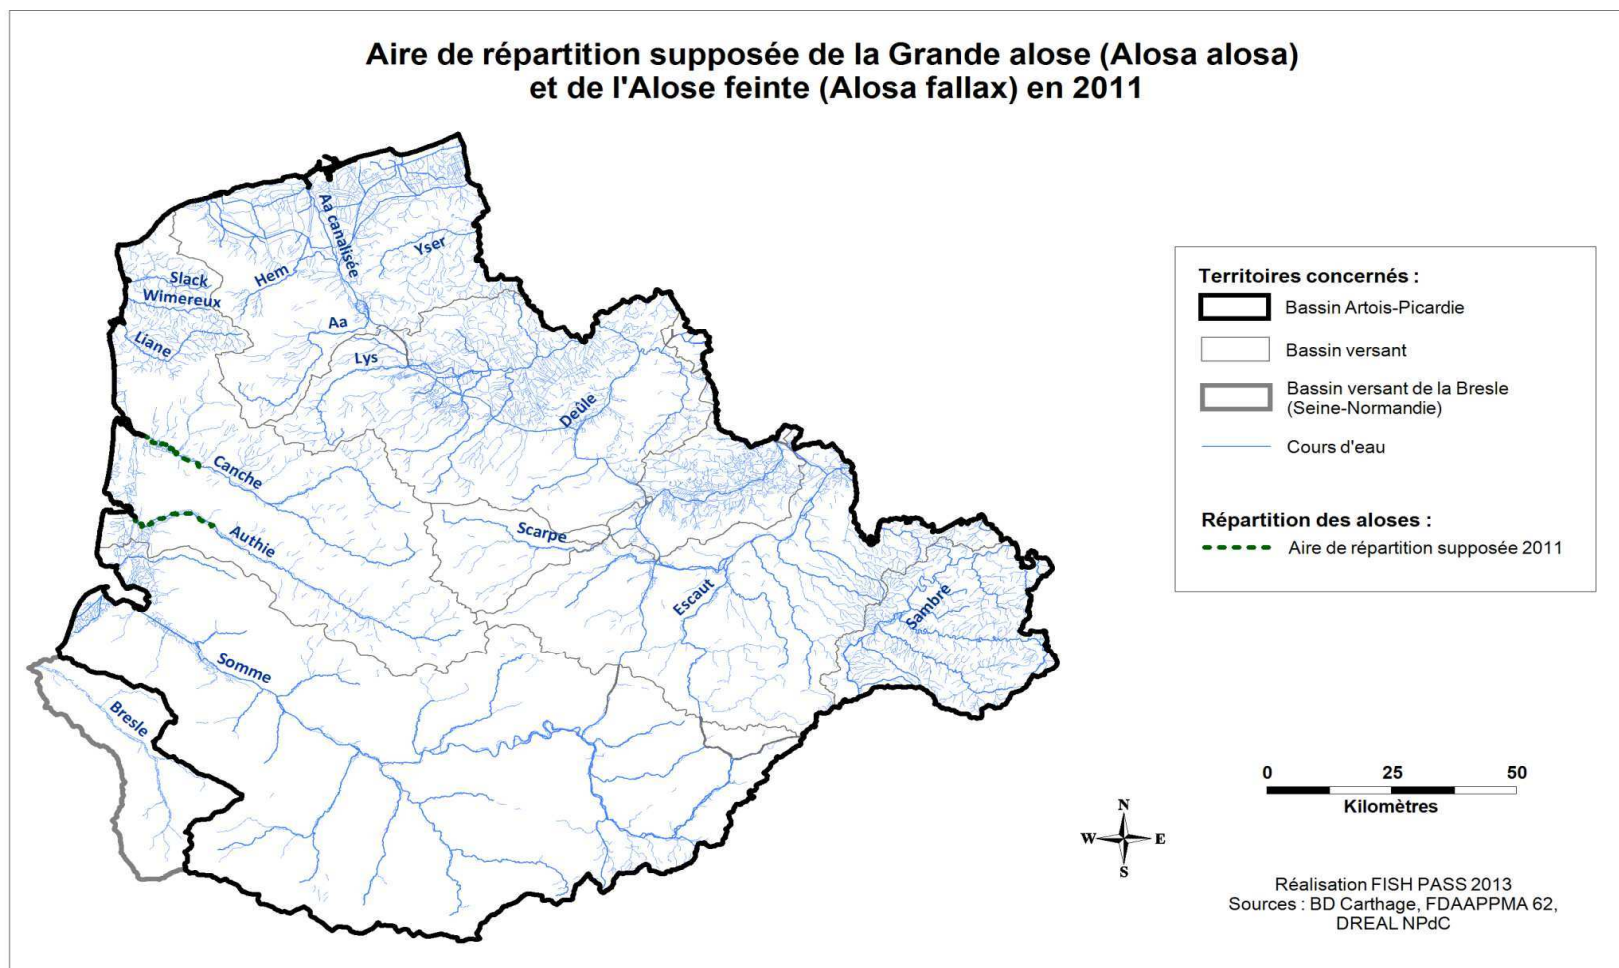 Aire de répartition supposée de la Grande alose (Alosa alosa)
et de l'Alose feinte (Alosa fallax) en 2011
Aa canalisée
Yser
Hem
Slack
Wimereux
Aa
Liane
Lys
Deûle
Canche
Scarpe
Authie
Escaut
Sambre
Somme
Bresle
Territoires concernés :
Bassin Artois-Picardie
Bassin versant
Bassin versant de la Bresle
(Seine-Normandie)
Cours d'eau
Répartition des aloses :
Aire de répartition supposée 2011
0 25 50
Kilomètres
N
W E
S
Réalisation FISH PASS 2013
Sources : BD Carthage, FDAAPPMA 62,
DREAL NPdC